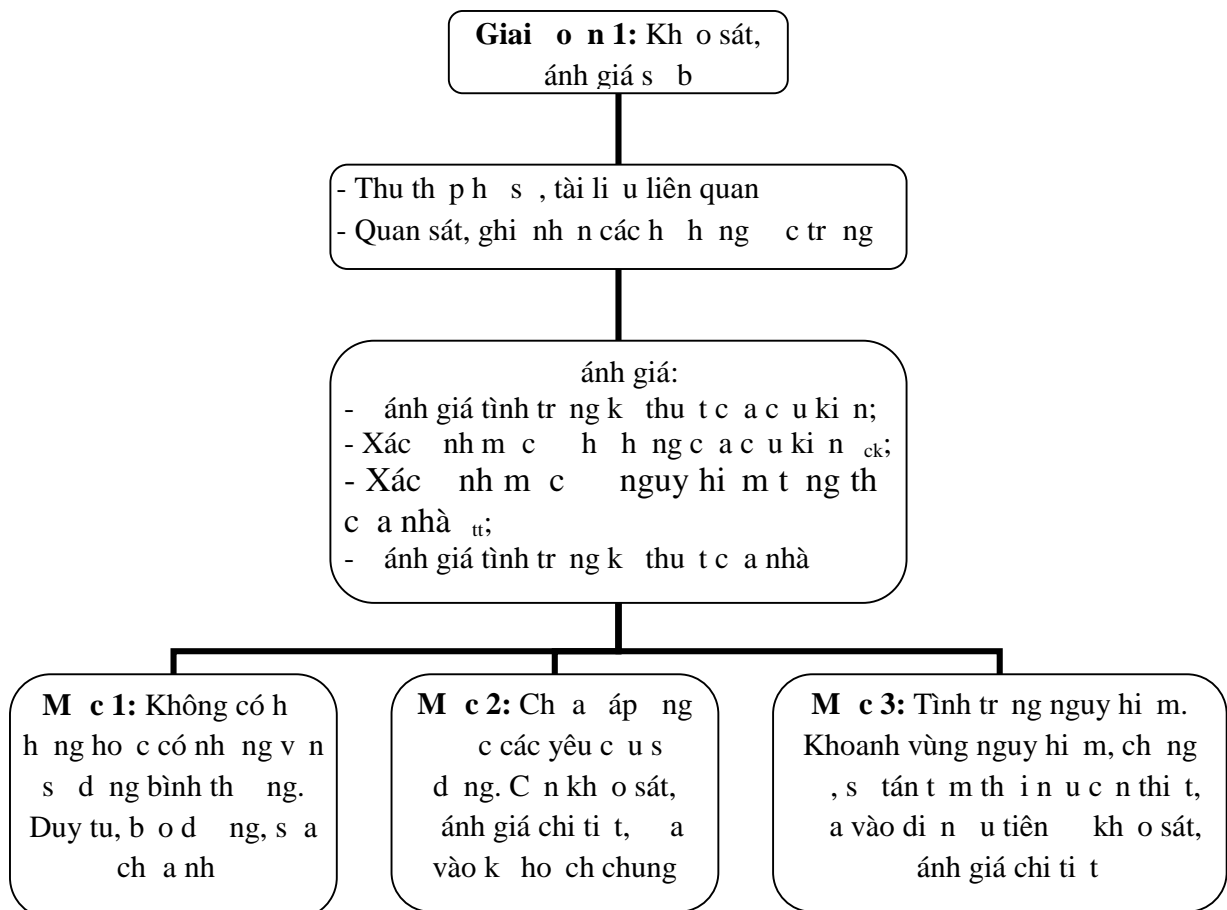 Giai o n 1: Kh o sát,
ánh giá s b
- Thu th p h s , tài li u liên quan
- Quan sát, ghi nh n các h h ng c tr ng
ánh giá:
- ánh giá tình tr ng k thu t c a c u ki n;
- Xác nh m c h h ng c a c u ki n ck;
- Xác nh m c nguy hi m t ng th
c a nhà tt;
- ánh giá tình tr ng k thu t c a nhà
M c 1: Không có h
h ng ho c có nh ng v n
s d ng bình th ng.
Duy tu, b o d ng, s a
ch a nh
M c 2: Ch a áp ng
c các yêu c u s
d ng. C n kh o sát,
ánh giá chi ti t, a
vào k ho ch chung
M c 3: Tình tr ng nguy hi m.
Khoanh vùng nguy hi m, ch ng
, s tán t m th i n u c n thi t,
a vào di n u tiên kh o sát,
ánh giá chi ti t